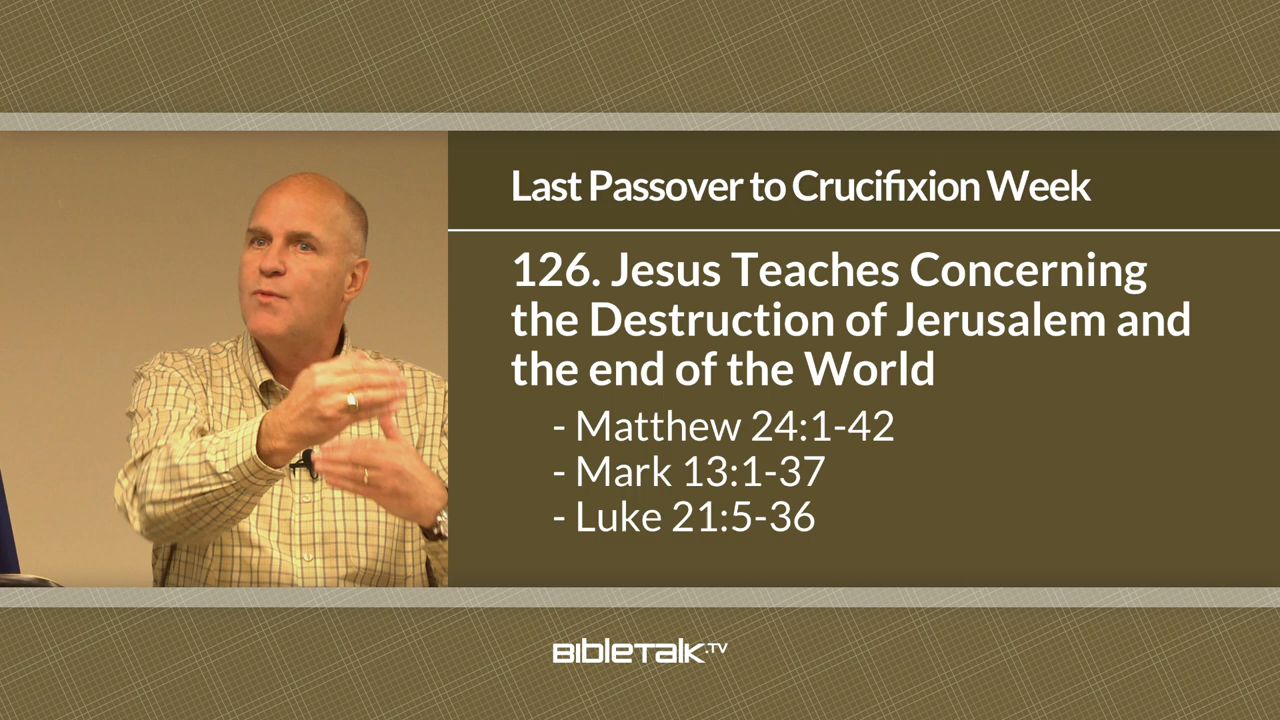 Last Passover to Crucifixion Week
126. Jesus Teaches Concerning
the Destruction of Jerusalem and
the end of the World
- Matthew 24:1-42
- Mark 13:1-37
- Luke 21:5-36
BIBLETALK.TV